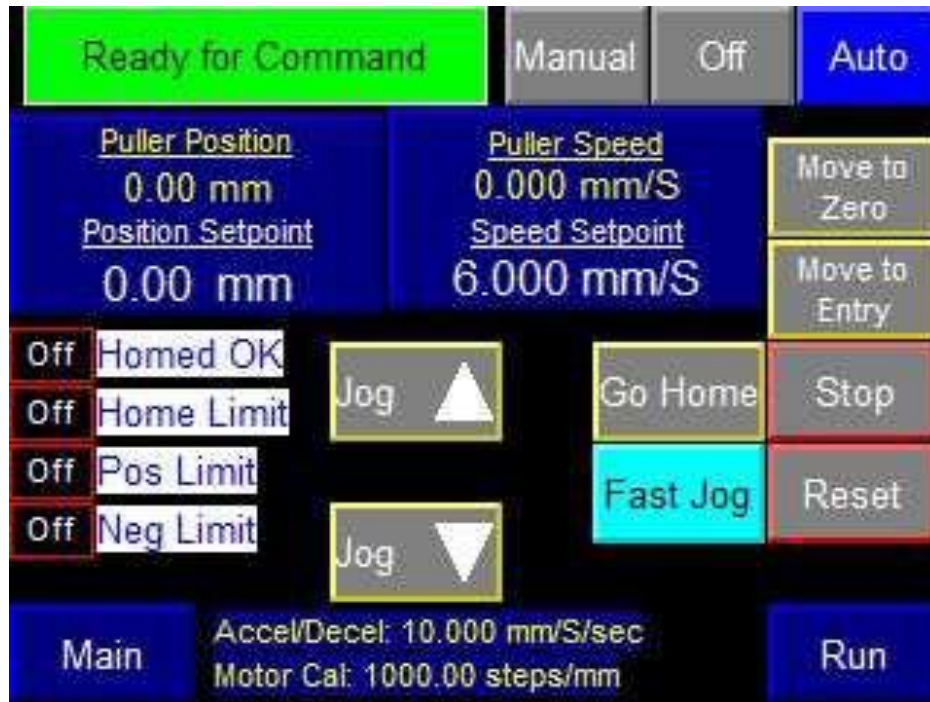 Ready for Command
Manual
Off
Auto
Puller Position
0.00 mm
Position Setpoint
0.00 mm
Puller Speed
0.000 mm/S
Speed Setpoint
6.000 mm/S
Move to
Zero
Move to
Entry
Off Homed OK
Off Home Limit
Off Pos Limit
Off Neg Limit
Jog
Jog
Go Home
Stop
Fast Jog
Reset
Main
Accel/Decel: 10.000 mm/S/sec
Motor Cal: 1000.00 steps/mm
Run